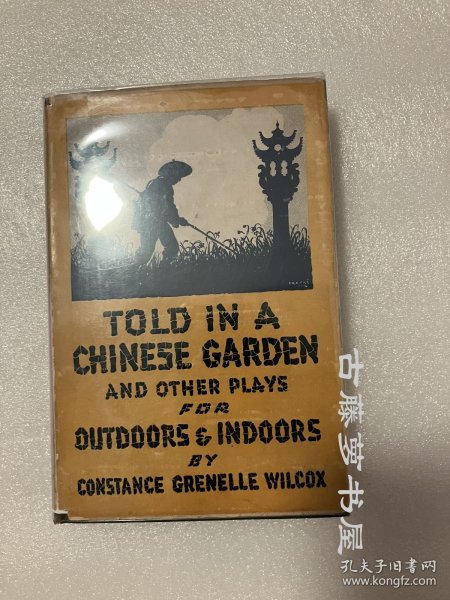 TOLD IN A
CHINESE GARDEN
AND OTHER PLAYS
FOR
OUTDOORS & INDOORS
BY
CONSTANCE GRENELLE WILCOX
古藤萝书屋
孔夫子旧书网
www.kongfz.com